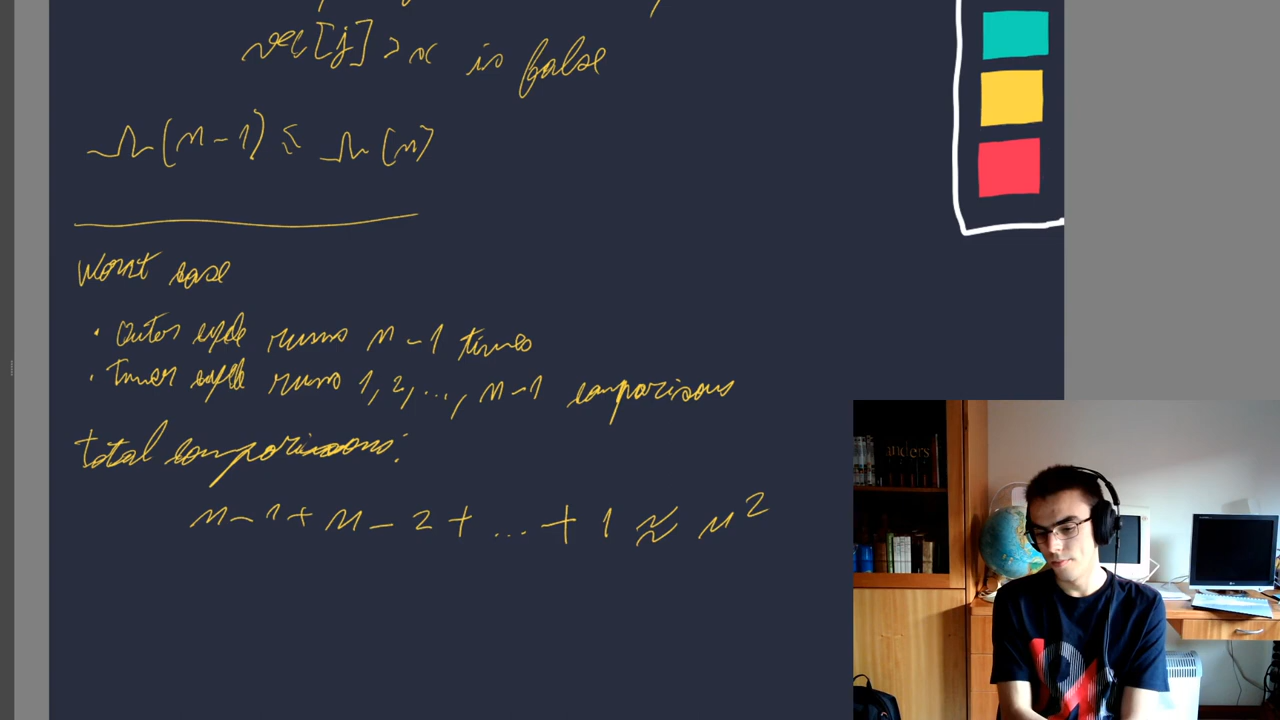 vec[j] > x is false
Ω(n-1) ≤ Ω(n)
Worst case
• Outer cycle runs n-1 times
• Inner cycle runs 1, 2, ..., n-1 comparisons
Total comparisons:
n-1 + n-2 + ... + 1 ≈ n²
anders